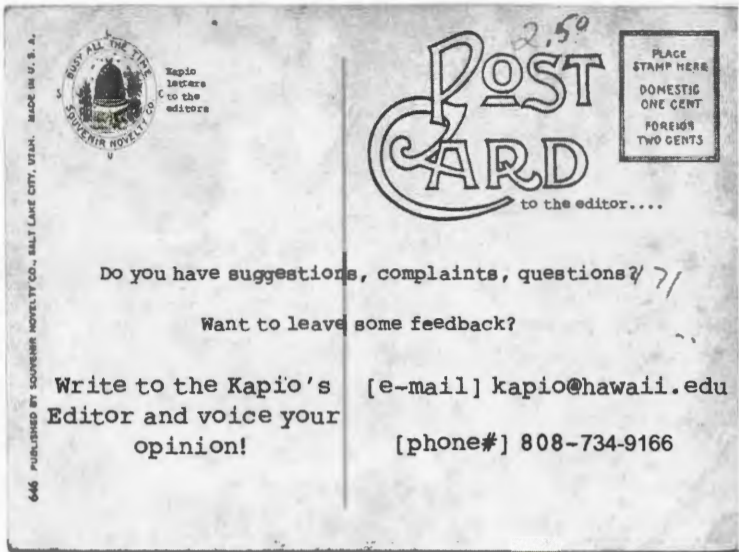 2.50
POST
CARD
to the editor....
PLACE
STAMP HERE
DOMESTIC
ONE CENT
FOREIGN
TWO CENTS
BUSY ALL THE TIME
SOUVENIR NOVELTY CO
S L C U
Kapio
letters
to the
editors
646 PUBLISHED BY SOUVENIR NOVELTY CO., SALT LAKE CITY, UTAH. MADE IN U. S. A.
Do you have suggestions, complaints, questions?
Want to leave some feedback?
Write to the Kapi'o's
Editor and voice your
opinion!
[e-mail] kapio@hawaii.edu
[phone#] 808-734-9166